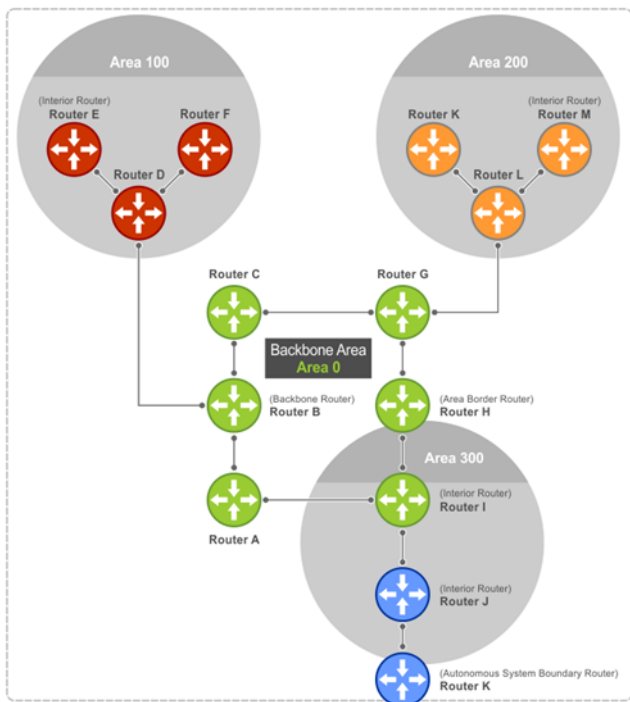 Area 100
Area 200
(Interior Router)
Router E
Router F
Router K
(Interior Router)
Router M
Router D
Router L
Router C
Router G
Backbone Area
Area 0
(Backbone Router)
Router B
(Area Border Router)
Router H
Area 300
Router A
(Interior Router)
Router I
(Interior Router)
Router J
(Autonomous System Boundary Router)
Router K